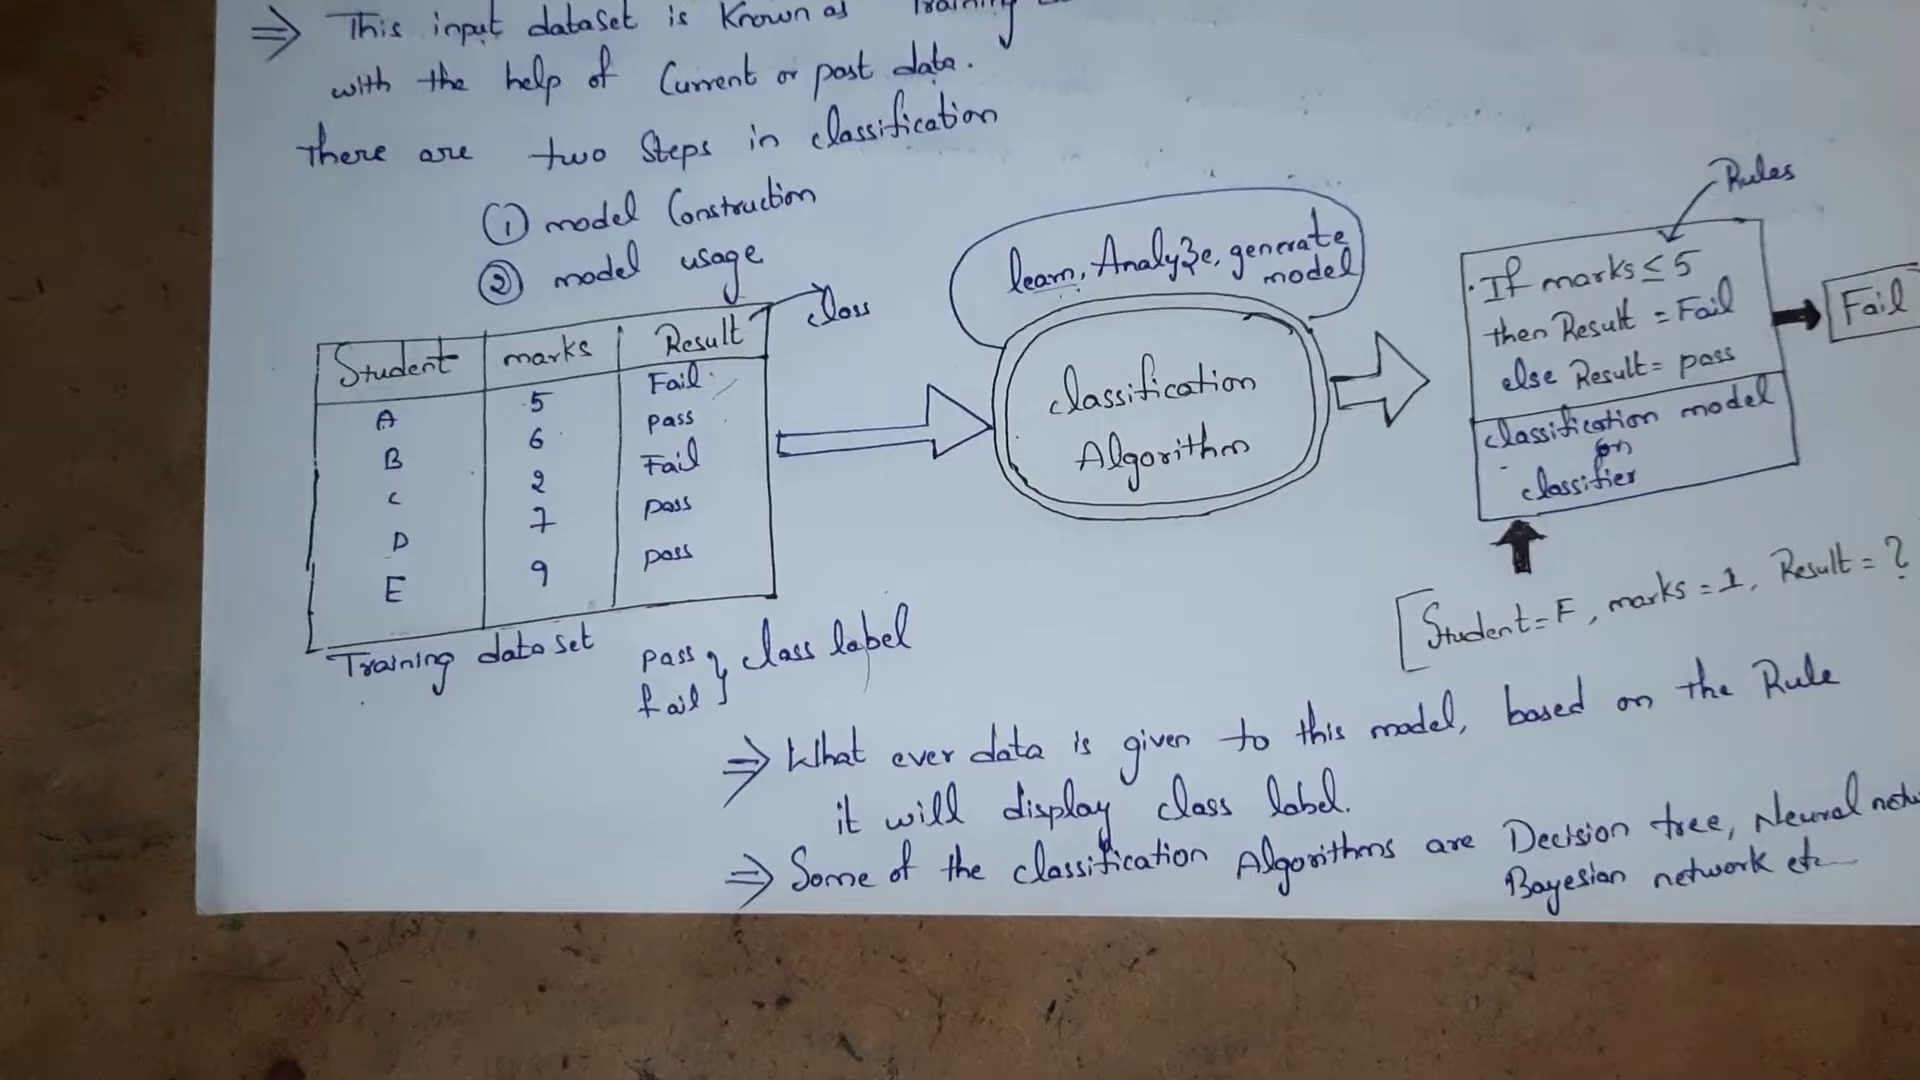 ⇒ This input dataset is Known as Training
with the help of Current or past data.
there are two Steps in classification
① model Construction
② model usage
class
Student marks Result
A 5 Fail
B 6 pass
C 2 Fail
D 7 pass
E 9 pass
Training dataset
pass } class label
fail
learn, Analyze, generate
model
classification
Algorithm
Rules
If marks ≤ 5
then Result = Fail
else Result = pass
classification model
or
classifier
Fail
[Student = F, marks = 1, Result = ?
⇒ What ever data is given to this model, based on the Rule
it will display class label.
⇒ Some of the classification Algorithms are Decision tree, Neural
Bayesian network etc